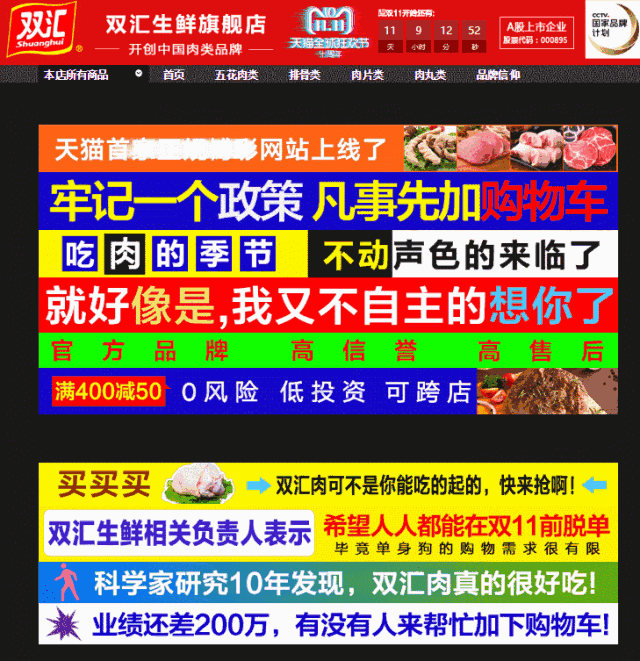 双汇
Shuanghui
双汇生鲜旗舰店
开创中国肉类品牌
11.11
天猫全球狂欢节
十周年
距双11开始还有:
11 9 12 52
天 小时 分 秒
A股上市企业
股票代码:000895
CCTV.
国家品牌
计划
本店所有商品 首页 五花肉类 排骨类 肉片类 肉丸类 品牌信仰
天猫首
网站上线了
牢记一个政策 凡事先加购物车
吃肉的季节 不动声色的来临了
就好像是,我又不自主的想你了
官方品牌 高信誉 高售后
满400减50 0风险 低投资 可跨店
买买买 双汇肉可不是你能吃的起的,快来抢啊!
双汇生鲜相关负责人表示 希望人人都能在双11前脱单
毕竟单身狗的购物需求很有限
科学家研究10年发现,双汇肉真的很好吃!
业绩还差200万,有没有人来帮忙加下购物车!